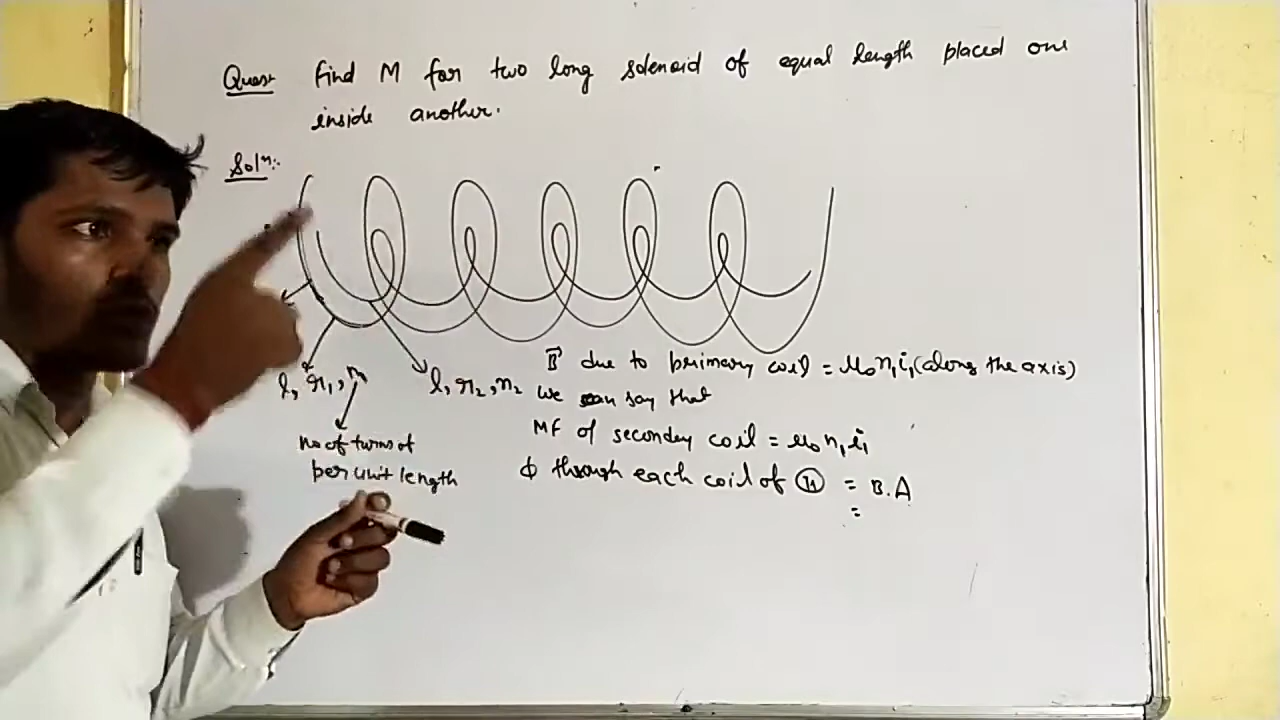 Quest Find M for two long solenoid of equal length placed one
inside another.
Solⁿ:
B⃗ due to primary coil = μ₀n₁i₁ (along the axis)
l, r₁, n₁
l, r₂, n₂
we can say that
MF of secondry coil = μ₀n₁i₁
no of turns of
per unit length
ϕ through each coil of ⑪ = B.A
=